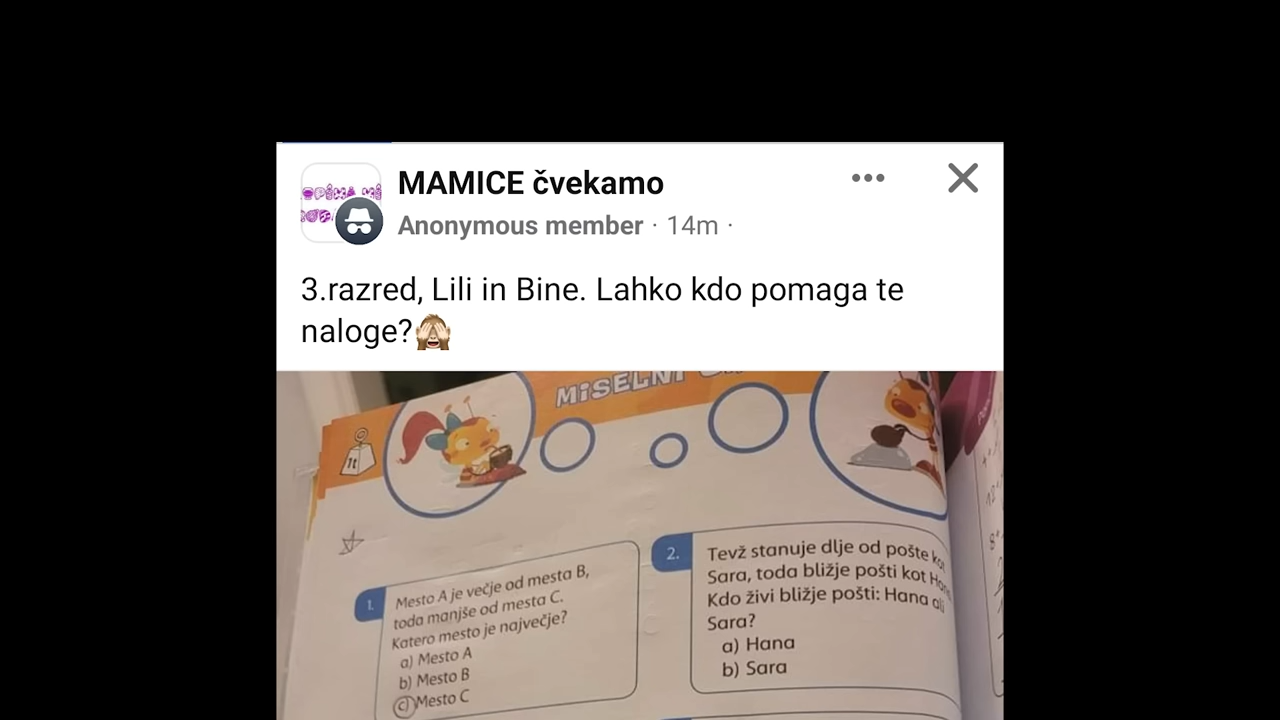 MAMICE čvekamo
Anonymous member · 14m ·
3.razred, Lili in Bine. Lahko kdo pomaga te
naloge?🙈
MISELNI
1t
1.
Mesto A je večje od mesta B,
toda manjše od mesta C.
Katero mesto je največje?
a) Mesto A
b) Mesto B
c) Mesto C
2.
Tevž stanuje dlje od pošte kot
Sara, toda bližje pošti kot
Kdo živi bližje pošti: Hana ali
Sara?
a) Hana
b) Sara